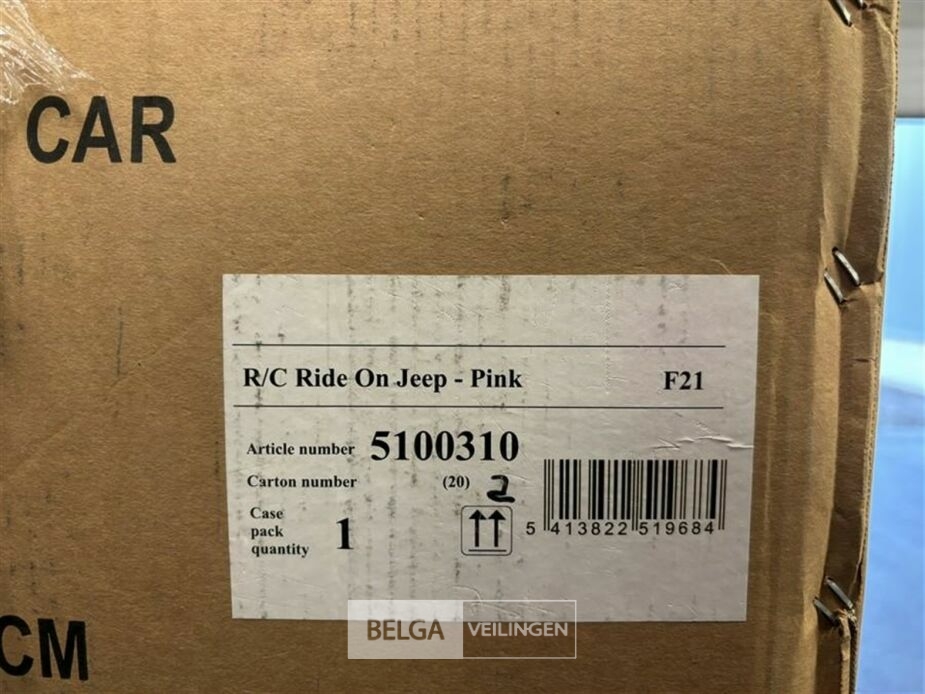 CAR
R/C Ride On Jeep - Pink F21
Article number 5100310
Carton number (20) 2
Case
pack
quantity 1
5 413822 519684
CM
BELGA VEILINGEN